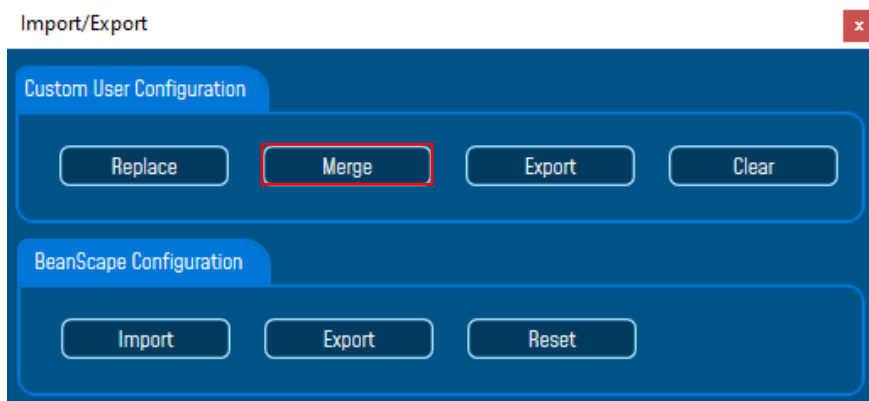 Import/Export x
Custom User Configuration
Replace Merge Export Clear
BeanScape Configuration
Import Export Reset